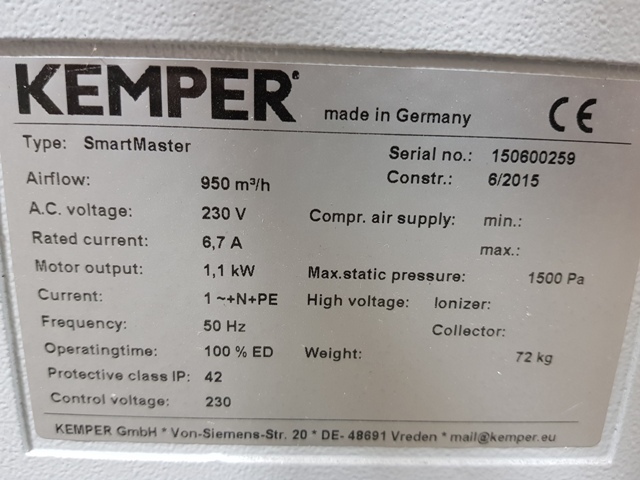 KEMPER® made in Germany CE
Type: SmartMaster Serial no.: 150600259
Airflow: 950 m³/h Constr.: 6/2015
A.C. voltage: 230 V Compr. air supply: min.:
Rated current: 6,7 A max.:
Motor output: 1,1 kW Max.static pressure: 1500 Pa
Current: 1 ~+N+PE High voltage: Ionizer:
Frequency: 50 Hz Collector:
Operatingtime: 100 % ED Weight: 72 kg
Protective class IP: 42
Control voltage: 230
KEMPER GmbH * Von-Siemens-Str. 20 * DE- 48691 Vreden * mail@kemper.eu